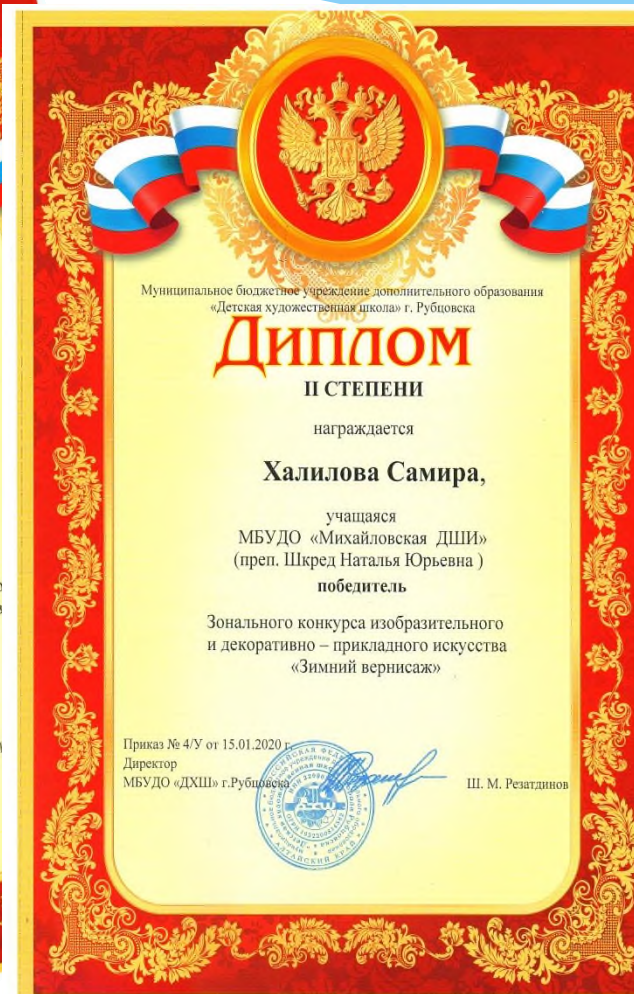 Муниципальное бюджетное учреждение дополнительного образования
«Детская художественная школа» г. Рубцовска
Диплом
II СТЕПЕНИ
награждается
Халилова Самира,
учащаяся
МБУДО «Михайловская ДШИ»
(преп. Шкред Наталья Юрьевна )
победитель
Зонального конкурса изобразительного
и декоративно – прикладного искусства
«Зимний вернисаж»
Приказ № 4/У от 15.01.2020 г.
Директор
МБУДО «ДХШ» г.Рубцовска
Ш. М. Резатдинов
АЛТАЙСКИЙ КРАЙ